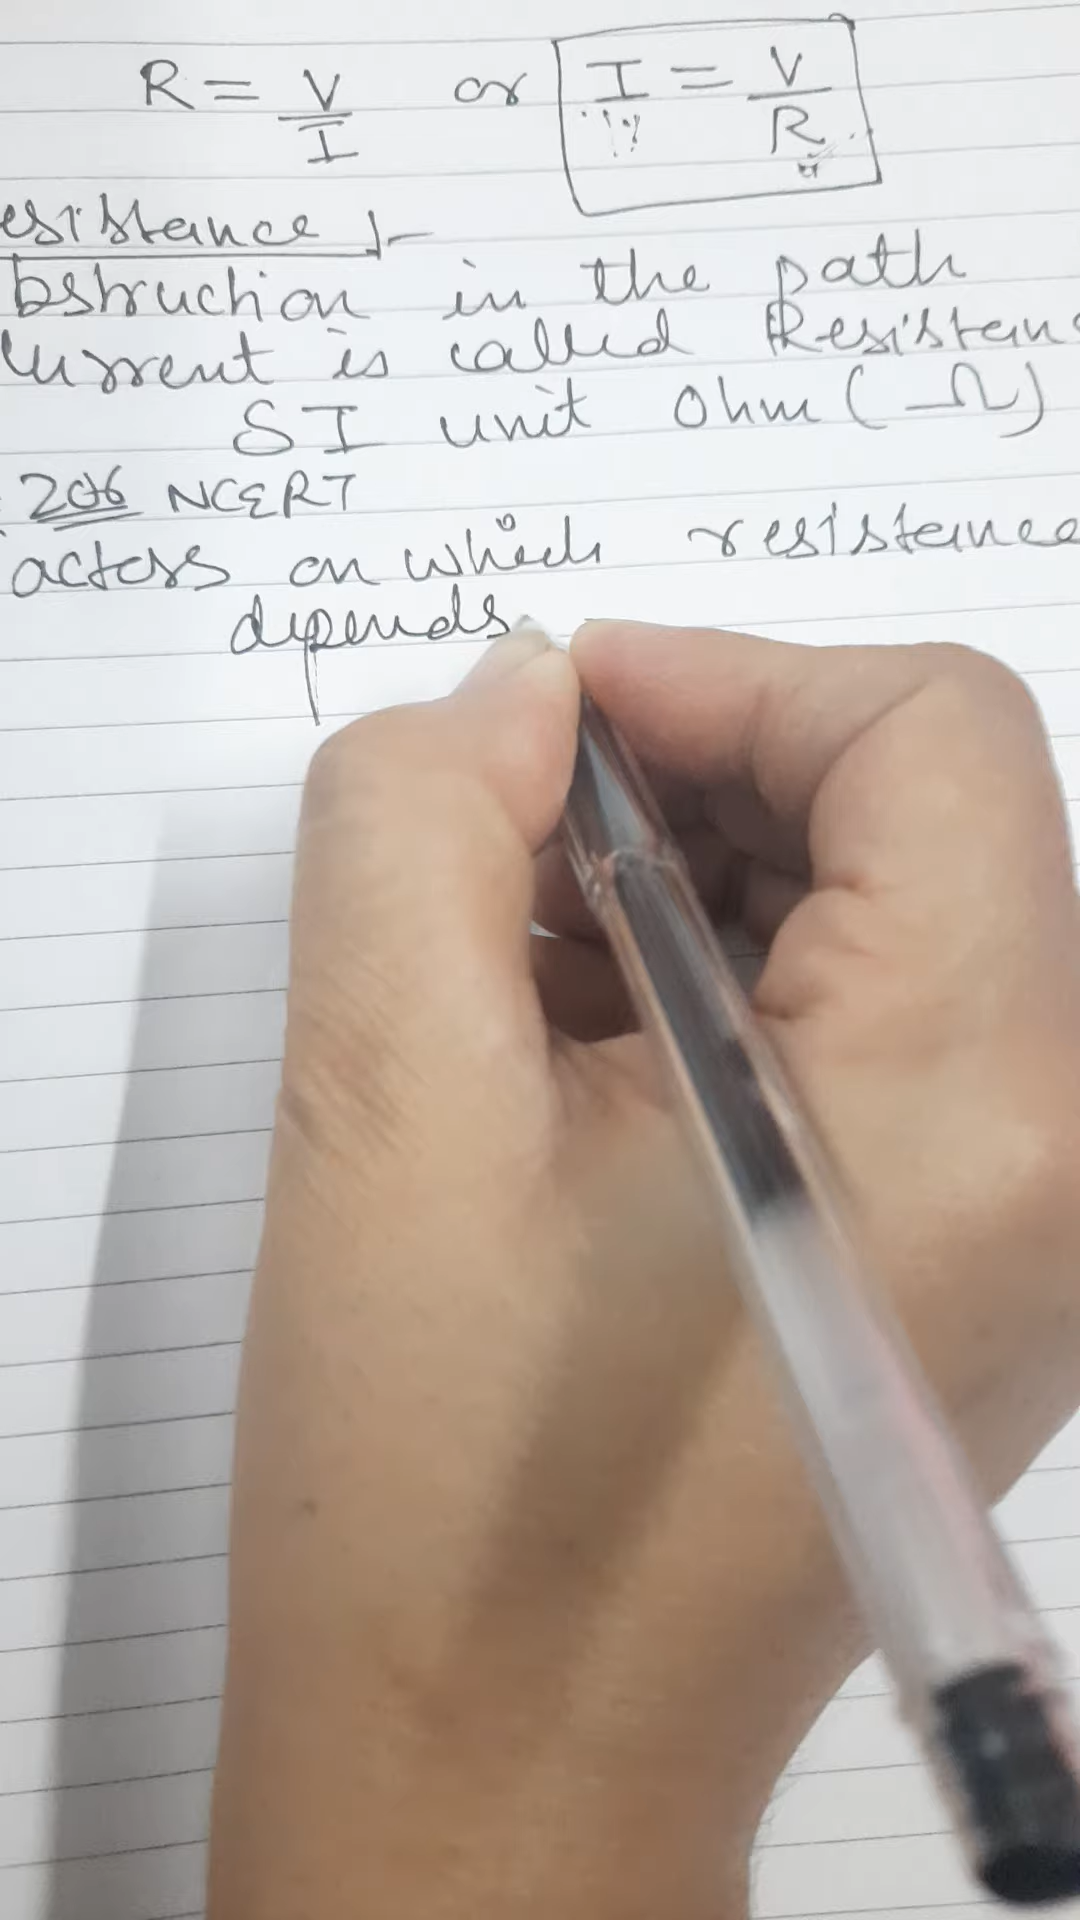 R = V/I or I = V/R
esistance :-
bstruction in the path
Current is called Resistan
SI unit Ohm (Ω)
206 NCERT
actors on which resistance
depends